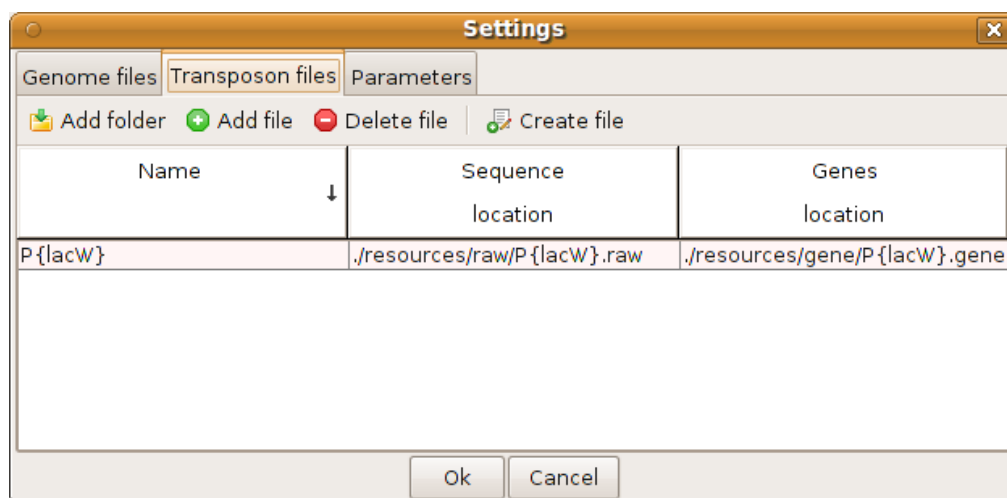 Settings
Genome files Transposon files Parameters
Add folder Add file Delete file Create file
Name Sequence location Genes location
P{lacW} ./resources/raw/P{lacW}.raw ./resources/gene/P{lacW}.gene
Ok Cancel